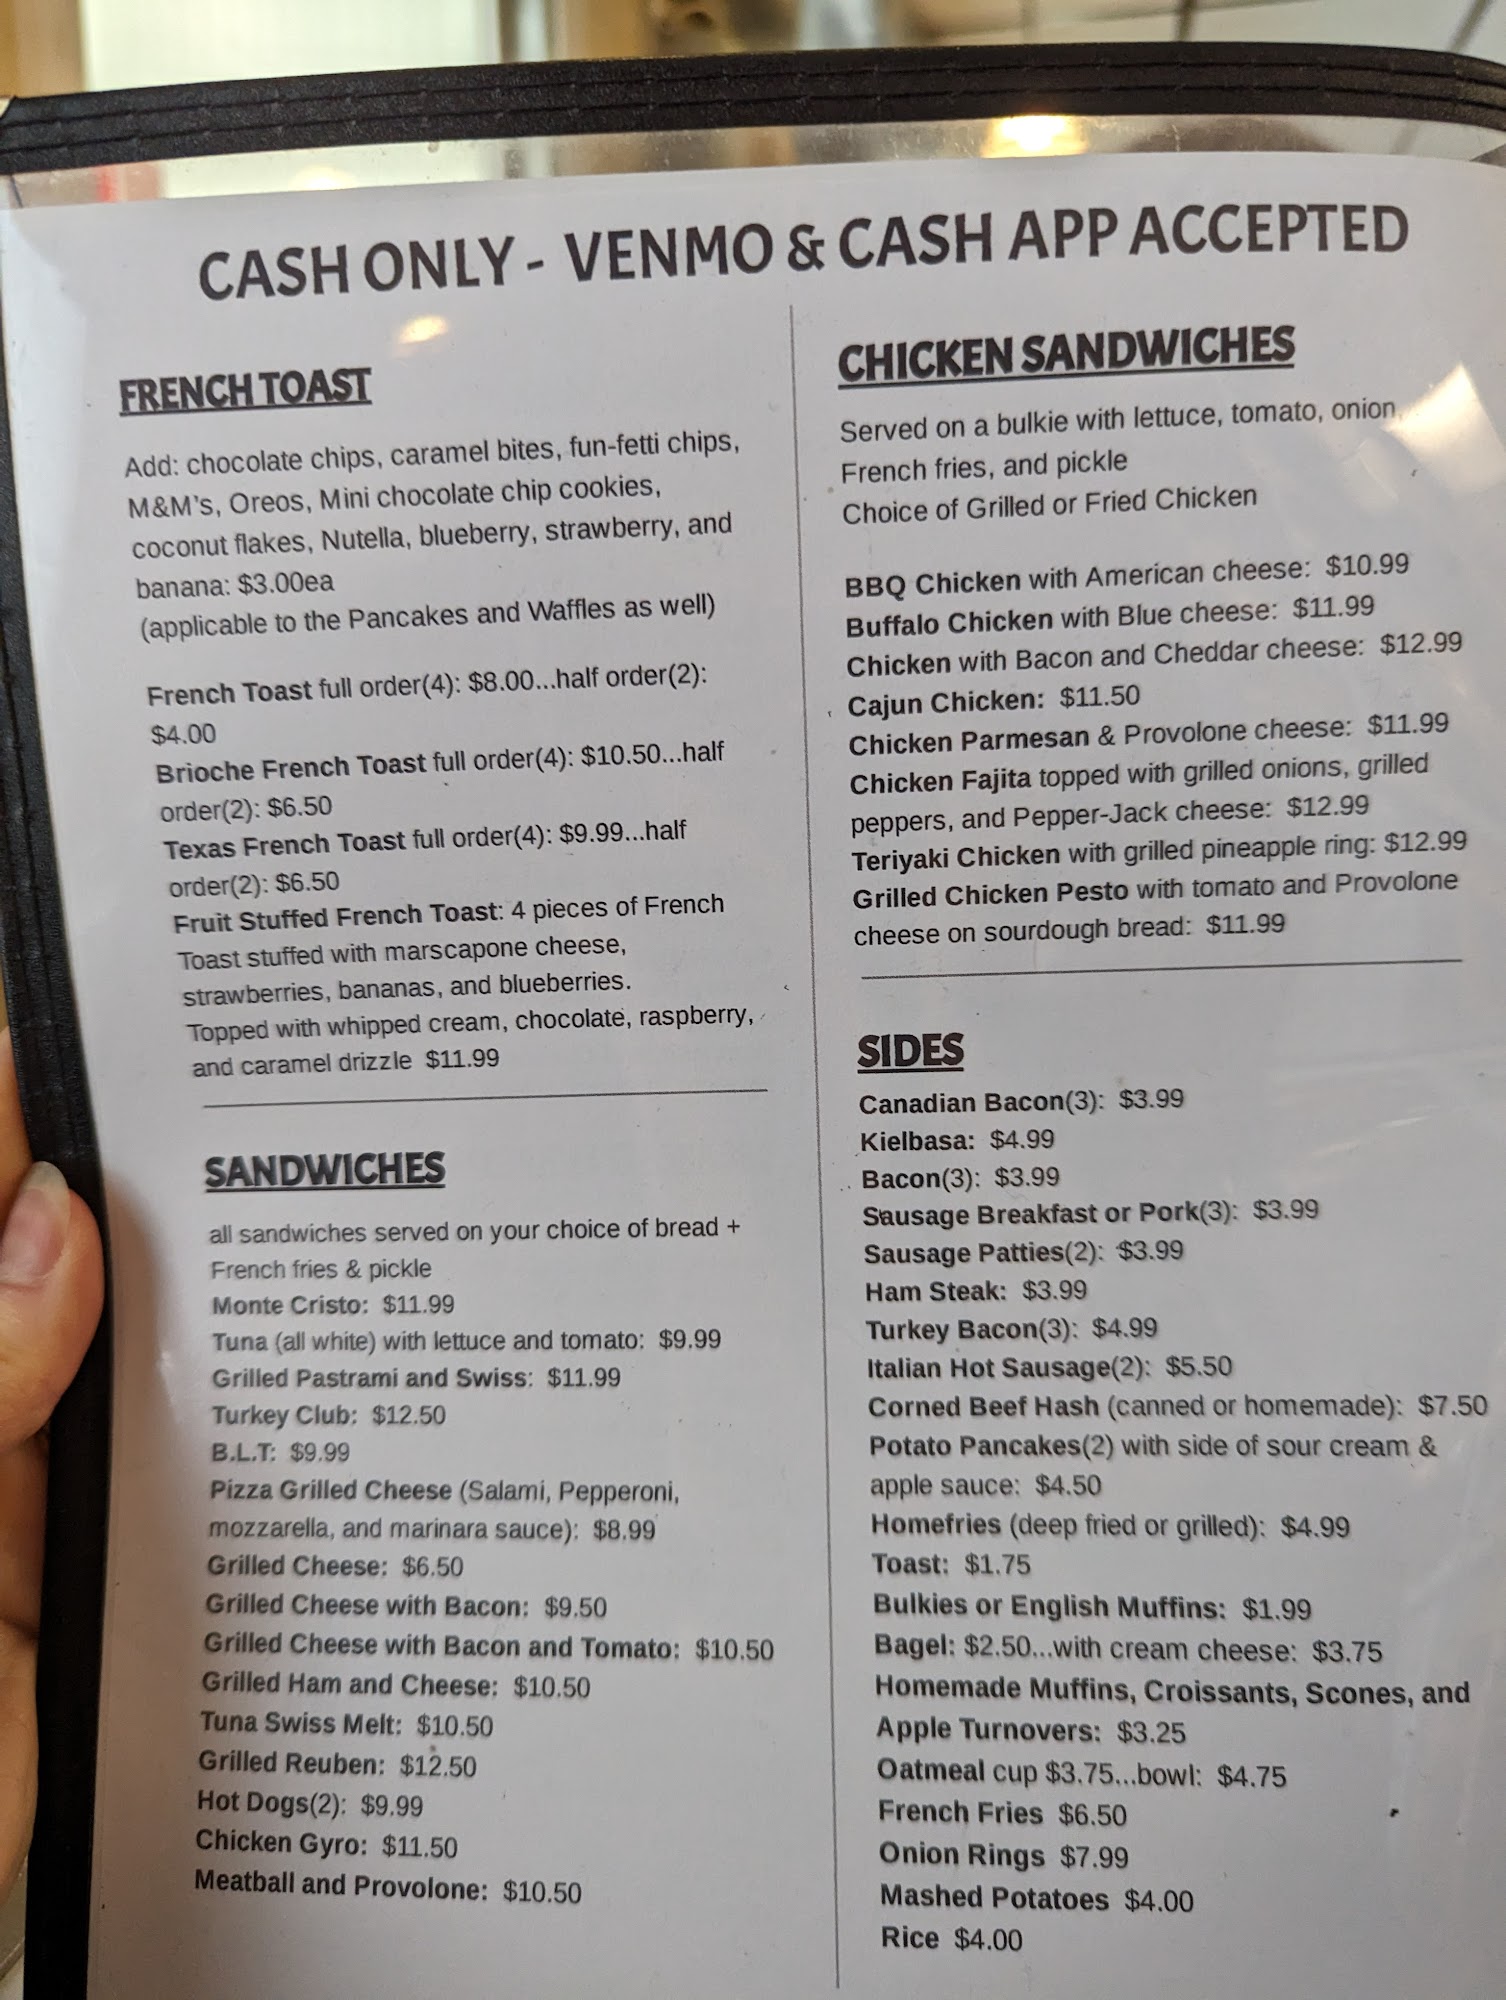 CASH ONLY - VENMO & CASH APP ACCEPTED
FRENCH TOAST
Add: chocolate chips, caramel bites, fun-fetti chips,
M&M's, Oreos, Mini chocolate chip cookies,
coconut flakes, Nutella, blueberry, strawberry, and
banana: $3.00ea
(applicable to the Pancakes and Waffles as well)
French Toast full order(4): $8.00...half order(2):
$4.00
Brioche French Toast full order(4): $10.50...half
order(2): $6.50
Texas French Toast full order(4): $9.99...half
order(2): $6.50
Fruit Stuffed French Toast: 4 pieces of French
Toast stuffed with marscapone cheese,
strawberries, bananas, and blueberries.
Topped with whipped cream, chocolate, raspberry,
and caramel drizzle $11.99
SANDWICHES
all sandwiches served on your choice of bread +
French fries & pickle
Monte Cristo: $11.99
Tuna (all white) with lettuce and tomato: $9.99
Grilled Pastrami and Swiss: $11.99
Turkey Club: $12.50
B.L.T: $9.99
Pizza Grilled Cheese (Salami, Pepperoni,
mozzarella, and marinara sauce): $8.99
Grilled Cheese: $6.50
Grilled Cheese with Bacon: $9.50
Grilled Cheese with Bacon and Tomato: $10.50
Grilled Ham and Cheese: $10.50
Tuna Swiss Melt: $10.50
Grilled Reuben: $12.50
Hot Dogs(2): $9.99
Chicken Gyro: $11.50
Meatball and Provolone: $10.50
CHICKEN SANDWICHES
Served on a bulkie with lettuce, tomato, onion,
French fries, and pickle
Choice of Grilled or Fried Chicken
BBQ Chicken with American cheese: $10.99
Buffalo Chicken with Blue cheese: $11.99
Chicken with Bacon and Cheddar cheese: $12.99
Cajun Chicken: $11.50
Chicken Parmesan & Provolone cheese: $11.99
Chicken Fajita topped with grilled onions, grilled
peppers, and Pepper-Jack cheese: $12.99
Teriyaki Chicken with grilled pineapple ring: $12.99
Grilled Chicken Pesto with tomato and Provolone
cheese on sourdough bread: $11.99
SIDES
Canadian Bacon(3): $3.99
Kielbasa: $4.99
Bacon(3): $3.99
Sausage Breakfast or Pork(3): $3.99
Sausage Patties(2): $3.99
Ham Steak: $3.99
Turkey Bacon(3): $4.99
Italian Hot Sausage(2): $5.50
Corned Beef Hash (canned or homemade): $7.50
Potato Pancakes(2) with side of sour cream &
apple sauce: $4.50
Homefries (deep fried or grilled): $4.99
Toast: $1.75
Bulkies or English Muffins: $1.99
Bagel: $2.50...with cream cheese: $3.75
Homemade Muffins, Croissants, Scones, and
Apple Turnovers: $3.25
Oatmeal cup $3.75...bowl: $4.75
French Fries $6.50
Onion Rings $7.99
Mashed Potatoes $4.00
Rice $4.00